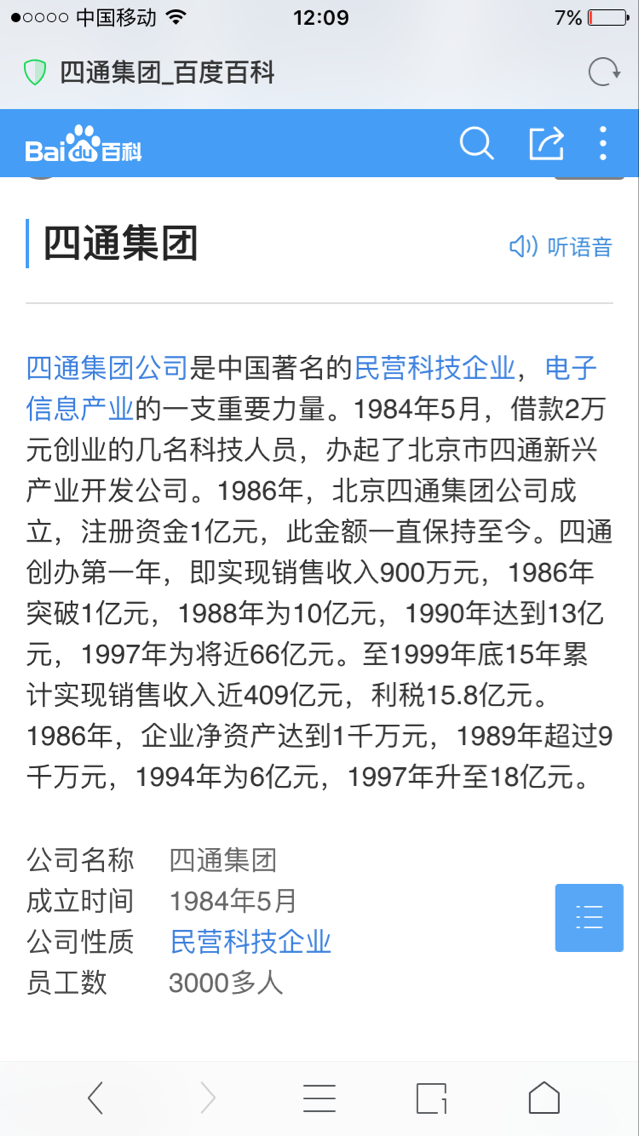 中国移动 12:09 7%
四通集团_百度百科
Bai du 百科
四通集团 听语音
四通集团公司是中国著名的民营科技企业，电子
信息产业的一支重要力量。1984年5月，借款2万
元创业的几名科技人员，办起了北京市四通新兴
产业开发公司。1986年，北京四通集团公司成
立，注册资金1亿元，此金额一直保持至今。四通
创办第一年，即实现销售收入900万元，1986年
突破1亿元，1988年为10亿元，1990年达到13亿
元，1997年为将近66亿元。至1999年底15年累
计实现销售收入近409亿元，利税15.8亿元。
1986年，企业净资产达到1千万元，1989年超过9
千万元，1994年为6亿元，1997年升至18亿元。
公司名称 四通集团
成立时间 1984年5月
公司性质 民营科技企业
员工数 3000多人
1